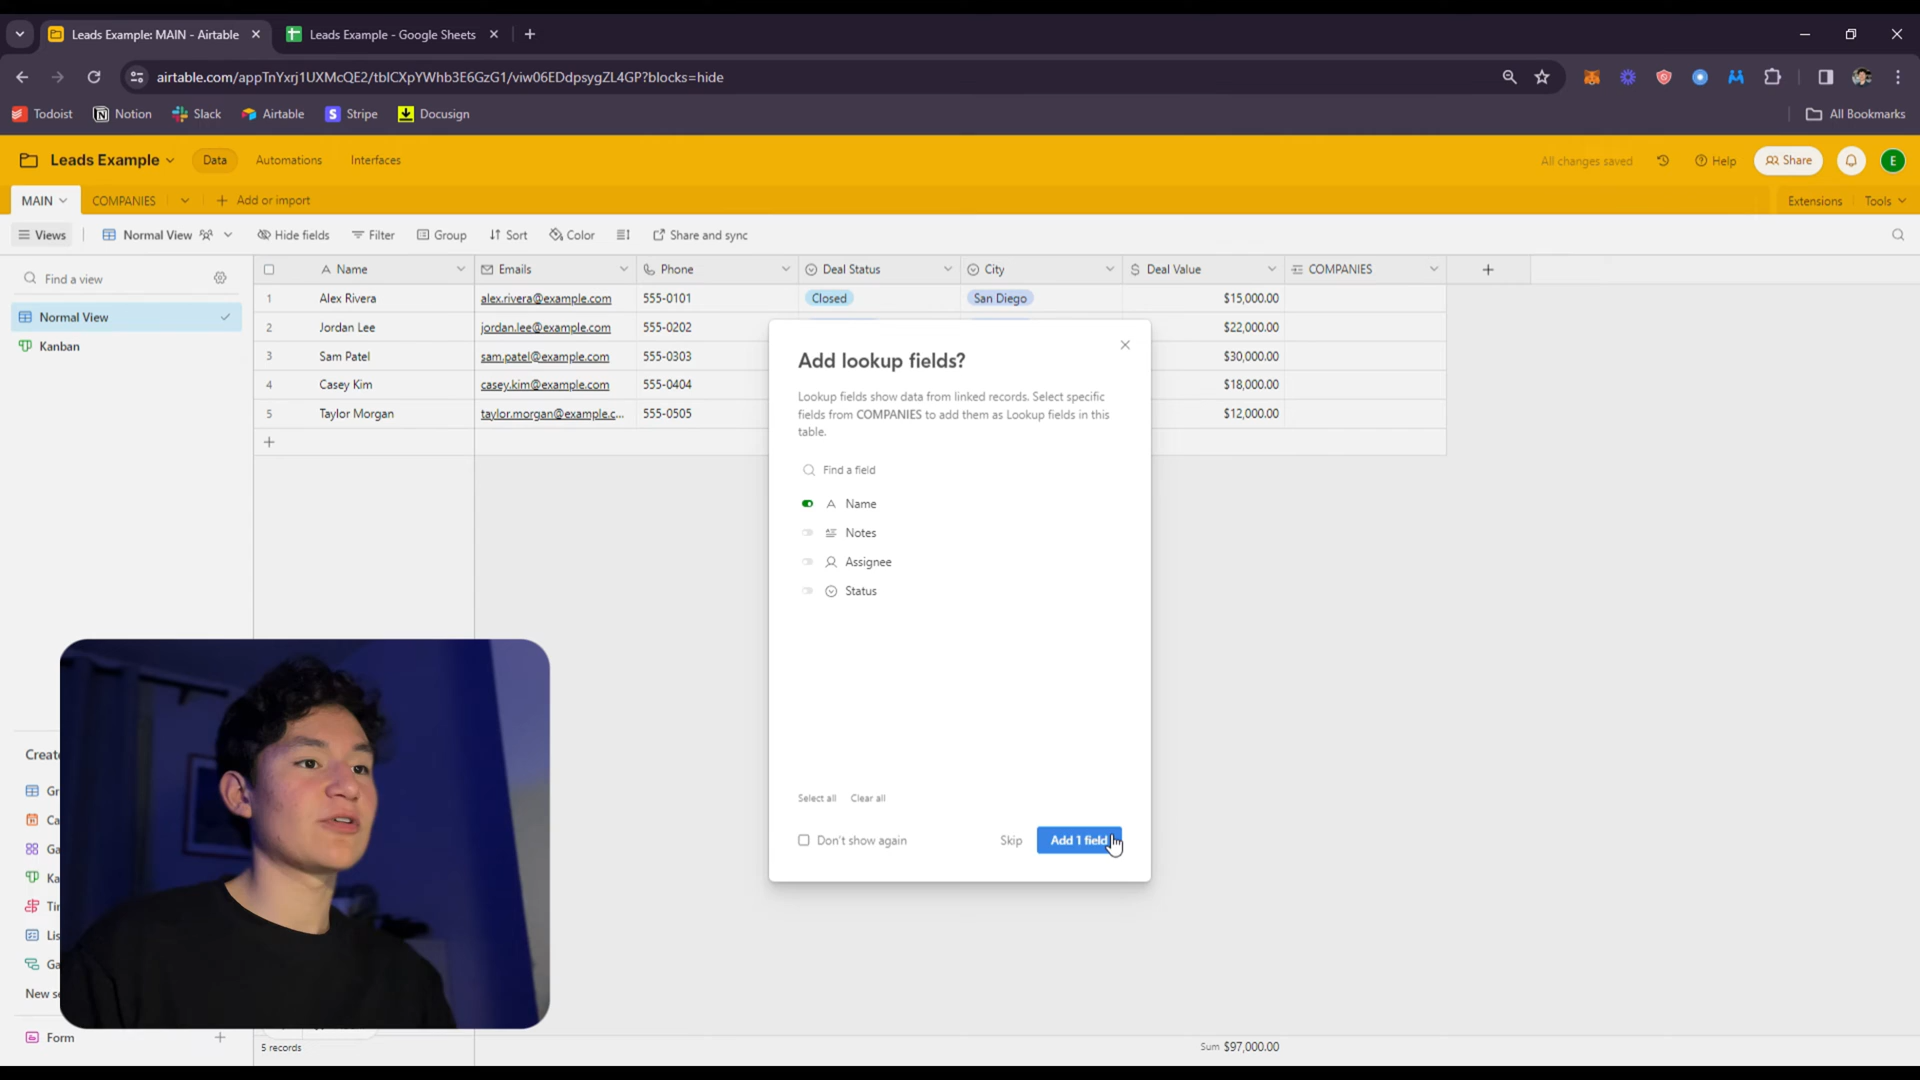 Leads Example: MAIN - Airtable
Leads Example - Google Sheets
airtable.com/appTnYxrj1UXMcQE2/tblCXpYWhb3E6GzG1/viw06EDdpsygZL4GP?blocks=hide
Todoist
Notion
Slack
Airtable
Stripe
Docusign
All Bookmarks
Leads Example
Data
Automations
Interfaces
All changes saved
Help
Share
E
MAIN
COMPANIES
Add or import
Extensions
Tools
Views
Normal View
Hide fields
Filter
Group
Sort
Color
Share and sync
Find a view
Normal View
Kanban
Name Emails Phone Deal Status City Deal Value COMPANIES
1 Alex Rivera alex.rivera@example.com 555-0101 Closed San Diego $15,000.00
2 Jordan Lee jordan.lee@example.com 555-0202 $22,000.00
3 Sam Patel sam.patel@example.com 555-0303 $30,000.00
4 Casey Kim casey.kim@example.com 555-0404 $18,000.00
5 Taylor Morgan taylor.morgan@example.c... 555-0505 $12,000.00
Add lookup fields?
Lookup fields show data from linked records. Select specific
fields from COMPANIES to add them as Lookup fields in this
table.
Find a field
Name
Notes
Assignee
Status
Select all
Clear all
Don't show again
Skip
Add 1 field
Create
Gr
Ca
Ga
Ka
Tir
Lis
Ga
New se
Form
5 records
Sum $97,000.00